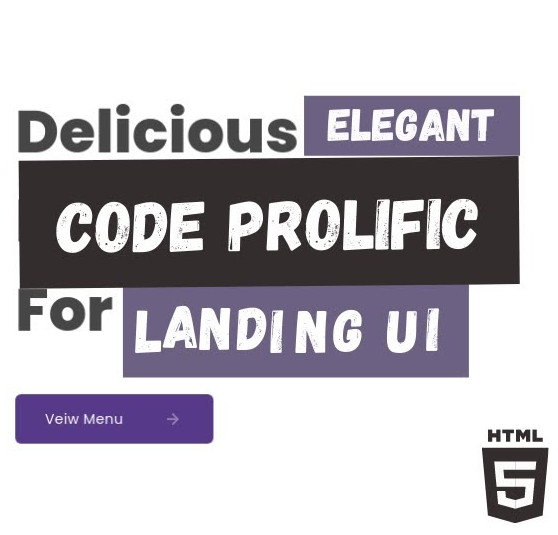 Delicious ELEGANT
CODE PROLIFIC
For LANDING UI
Veiw Menu
HTML
5